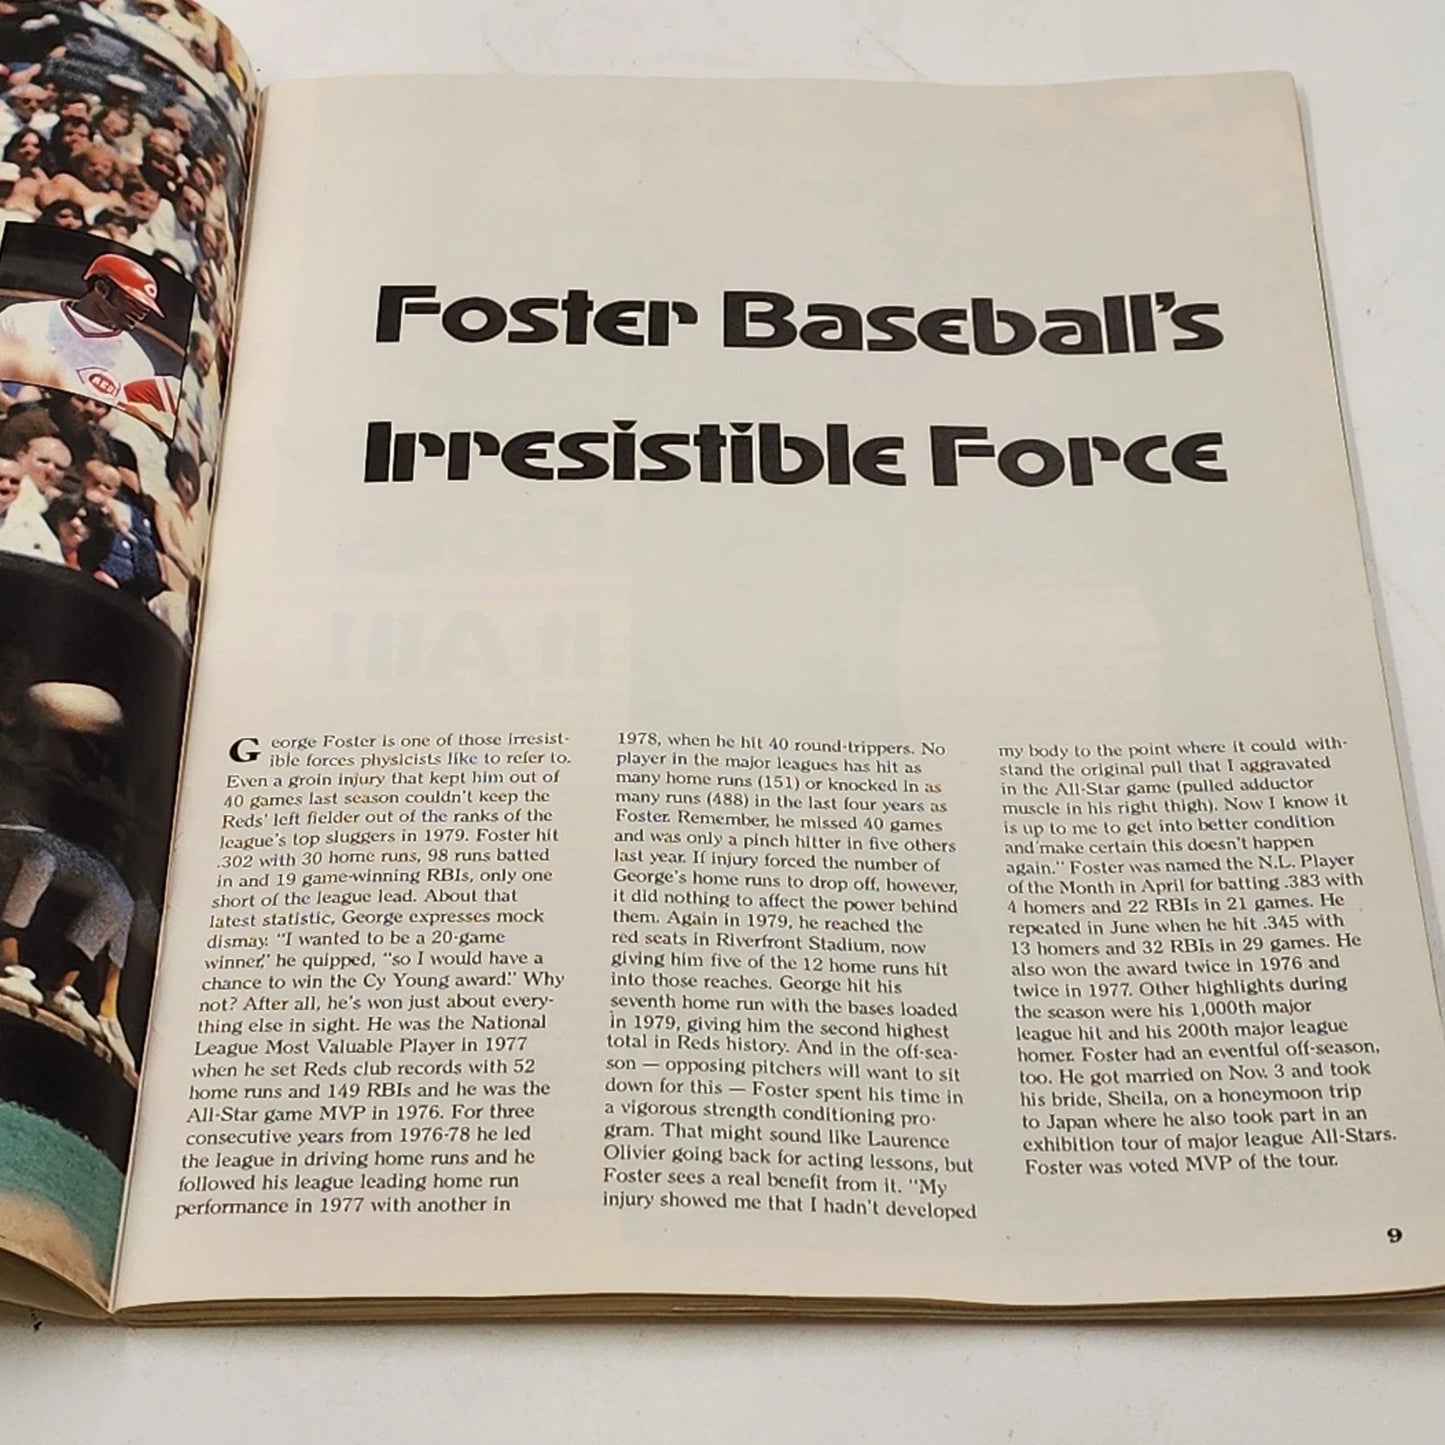 REDS
Foster Baseball's
Irresistible Force
George Foster is one of those irresist-
ible forces physicists like to refer to.
Even a groin injury that kept him out of
40 games last season couldn't keep the
Reds' left fielder out of the ranks of the
league's top sluggers in 1979. Foster hit
.302 with 30 home runs, 98 runs batted
in and 19 game-winning RBIs, only one
short of the league lead. About that
latest statistic, George expresses mock
dismay. "I wanted to be a 20-game
winner," he quipped, "so I would have a
chance to win the Cy Young award." Why
not? After all, he's won just about every-
thing else in sight. He was the National
League Most Valuable Player in 1977
when he set Reds club records with 52
home runs and 149 RBIs and he was the
All-Star game MVP in 1976. For three
consecutive years from 1976-78 he led
the league in driving home runs and he
followed his league leading home run
performance in 1977 with another in
1978, when he hit 40 round-trippers. No
player in the major leagues has hit as
many home runs (151) or knocked in as
many runs (488) in the last four years as
Foster. Remember, he missed 40 games
and was only a pinch hitter in five others
last year. If injury forced the number of
George's home runs to drop off, however,
it did nothing to affect the power behind
them. Again in 1979, he reached the
red seats in Riverfront Stadium, now
giving him five of the 12 home runs hit
into those reaches. George hit his
seventh home run with the bases loaded
in 1979, giving him the second highest
total in Reds history. And in the off-sea-
son — opposing pitchers will want to sit
down for this — Foster spent his time in
a vigorous strength conditioning pro-
gram. That might sound like Laurence
Olivier going back for acting lessons, but
Foster sees a real benefit from it. "My
injury showed me that I hadn't developed
my body to the point where it could with-
stand the original pull that I aggravated
in the All-Star game (pulled adductor
muscle in his right thigh). Now I know it
is up to me to get into better condition
and make certain this doesn't happen
again." Foster was named the N.L. Player
of the Month in April for batting .383 with
4 homers and 22 RBIs in 21 games. He
repeated in June when he hit .345 with
13 homers and 32 RBIs in 29 games. He
also won the award twice in 1976 and
twice in 1977. Other highlights during
the season were his 1,000th major
league hit and his 200th major league
homer. Foster had an eventful off-season,
too. He got married on Nov. 3 and took
his bride, Sheila, on a honeymoon trip
to Japan where he also took part in an
exhibition tour of major league All-Stars.
Foster was voted MVP of the tour.
9